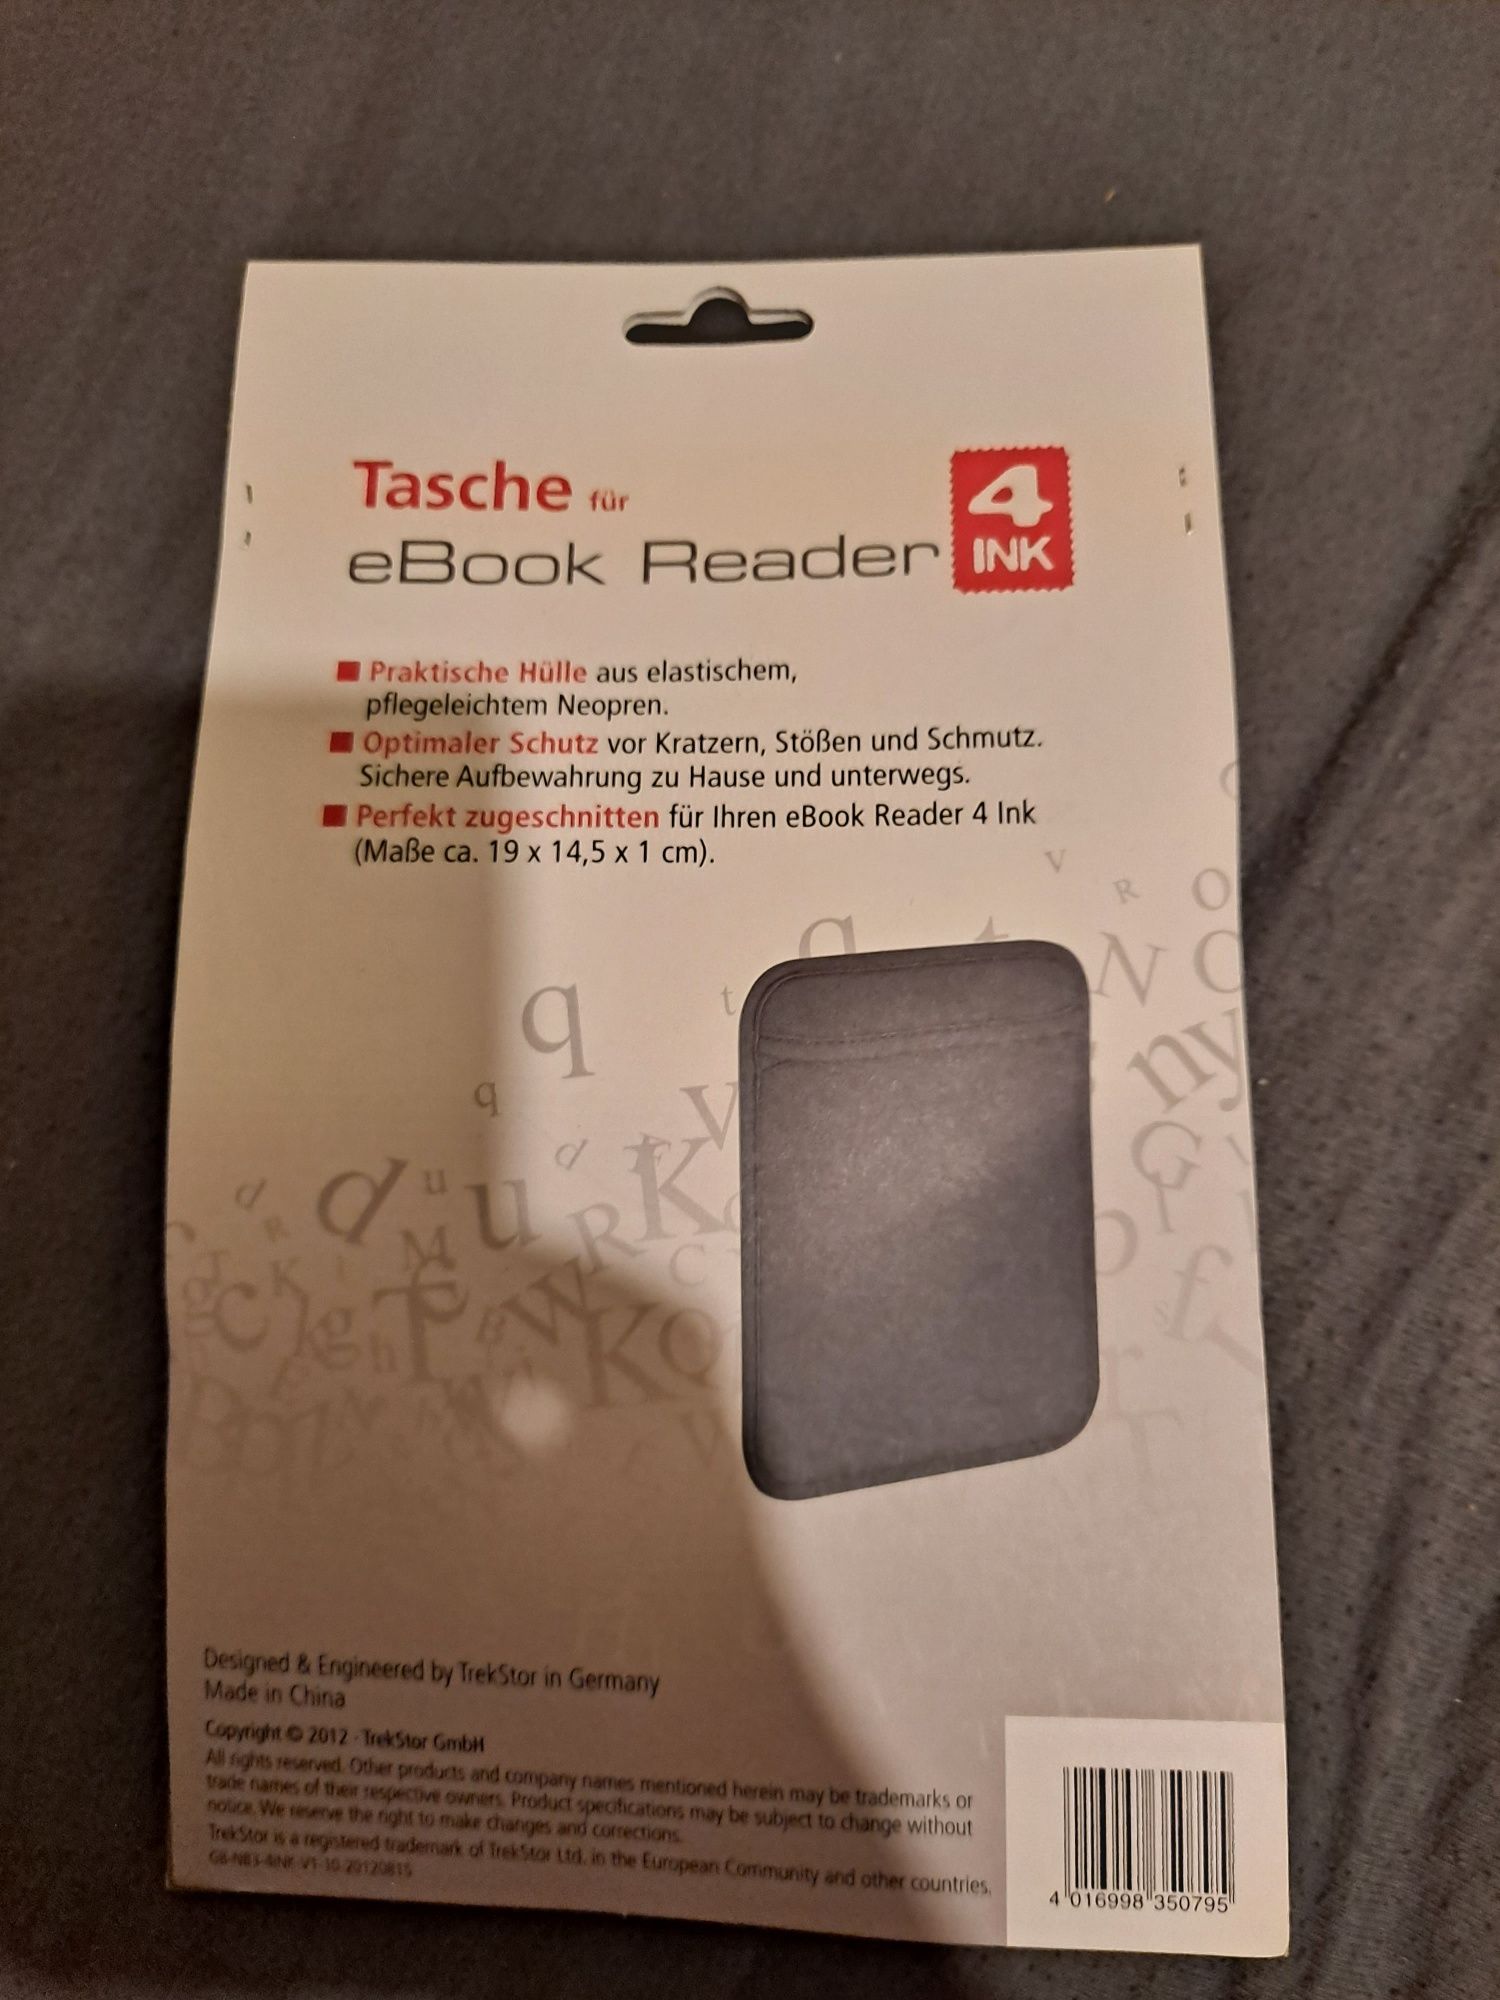 Tasche für
eBook Reader 4 INK
Praktische Hülle aus elastischem,
pflegeleichtem Neopren.
Optimaler Schutz vor Kratzern, Stößen und Schmutz.
Sichere Aufbewahrung zu Hause und unterwegs.
Perfekt zugeschnitten für Ihren eBook Reader 4 Ink
(Maße ca. 19 x 14,5 x 1 cm).
Designed & Engineered by TrekStor in Germany
Made in China
Copyright © 2012 · TrekStor GmbH
All rights reserved. Other products and company names mentioned herein may be trademarks or
trade names of their respective owners. Product specifications may be subject to change without
notice. We reserve the right to make changes and corrections.
TrekStor is a registered trademark of TrekStor Ltd. in the European Community and other countries.
4 016998 350795